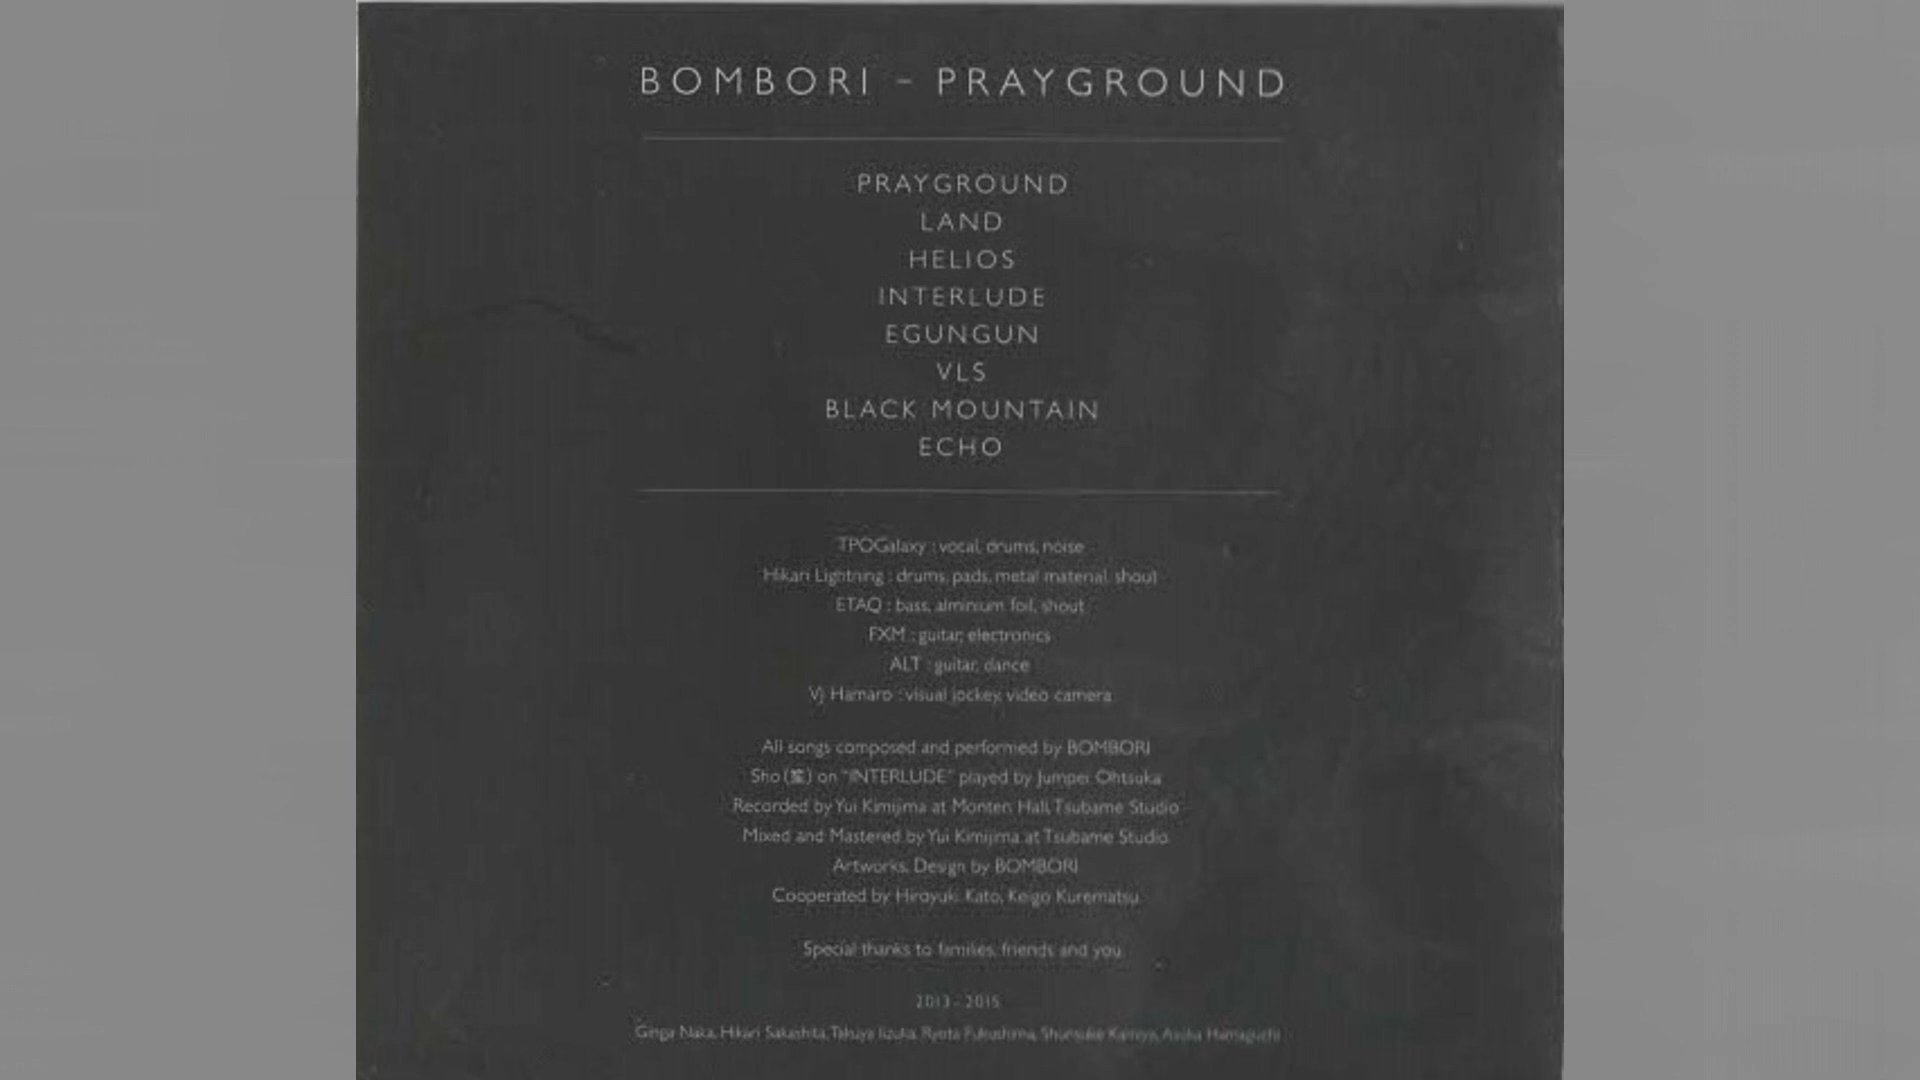 BOMBORI – PRAYGROUND
PRAYGROUND
LAND
HELIOS
INTERLUDE
EGUNGUN
VLS
BLACK MOUNTAIN
ECHO
TPOGalaxy : vocal, drums, noise
Hikari Lightning : drums, pads, metal material, shout
ETAQ : bass, alminium foil, shout
FXM : guitar, electronics
ALT : guitar, dance
Vj Hamaro : visual jockey, video camera
All songs composed and performed by BOMBORI
Sho (笙) on "INTERLUDE" played by Jumpei Ohtsuka
Recorded by Yui Kimijima at Monten Hall, Tsubame Studio
Mixed and Mastered by Yui Kimijima at Tsubame Studio
Artworks, Design by BOMBORI
Cooperated by Hiroyuki Kato, Keigo Kurematsu
Special thanks to families, friends and you.
2013 - 2015
Ginga Naka, Hikari Sakashita, Takuya Iizuka, Ryota Fukushima, Shunsuke Kamiya, Asuka Hamaguchi